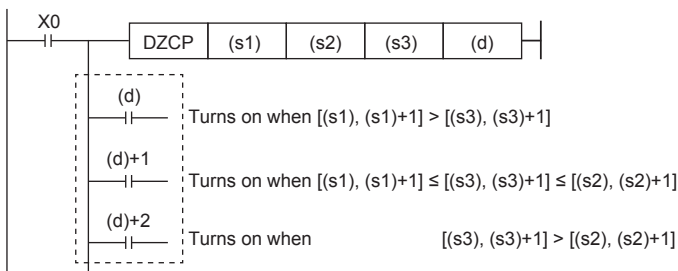 X0
DZCP (s1) (s2) (s3) (d)
(d)
Turns on when [(s1), (s1)+1] > [(s3), (s3)+1]
(d)+1
Turns on when [(s1), (s1)+1] ≤ [(s3), (s3)+1] ≤ [(s2), (s2)+1]
(d)+2
Turns on when [(s3), (s3)+1] > [(s2), (s2)+1]